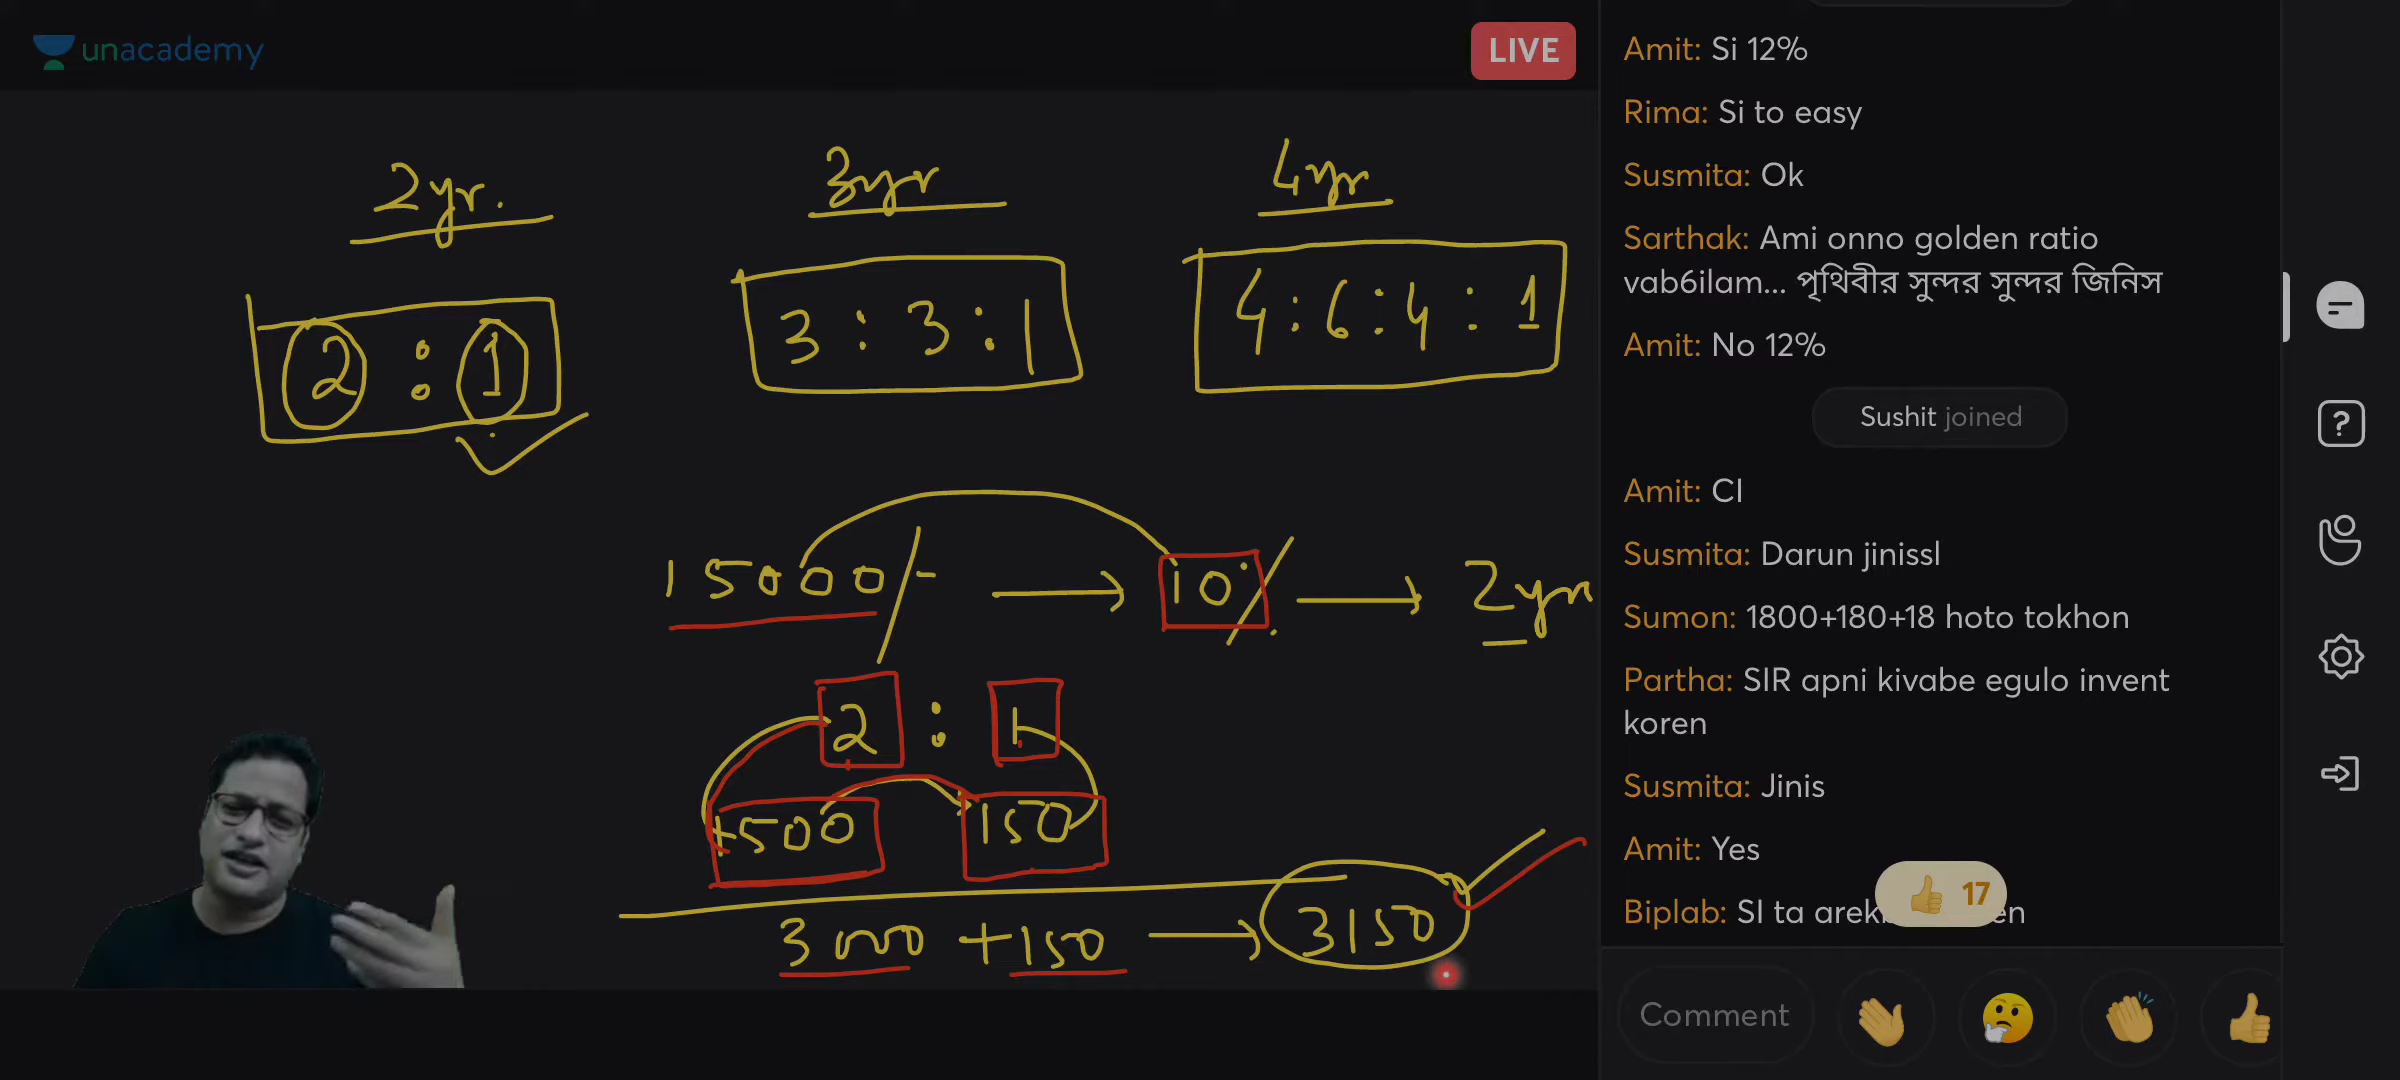 unacademy
LIVE
2yr.
3yr
4yr
2 : 1
3 : 3 : 1
4 : 6 : 4 : 1
15000/- → 10% → 2yr
2 : 1
1500 150
3000 + 150 → 3150
Amit: Si 12%
Rima: Si to easy
Susmita: Ok
Sarthak: Ami onno golden ratio
vab6ilam... পৃথিবীর সুন্দর সুন্দর জিনিস
Amit: No 12%
Sushit joined
Amit: CI
Susmita: Darun jinissl
Sumon: 1800+180+18 hoto tokhon
Partha: SIR apni kivabe egulo invent
koren
Susmita: Jinis
Amit: Yes
👍 17
Biplab: SI ta
Comment